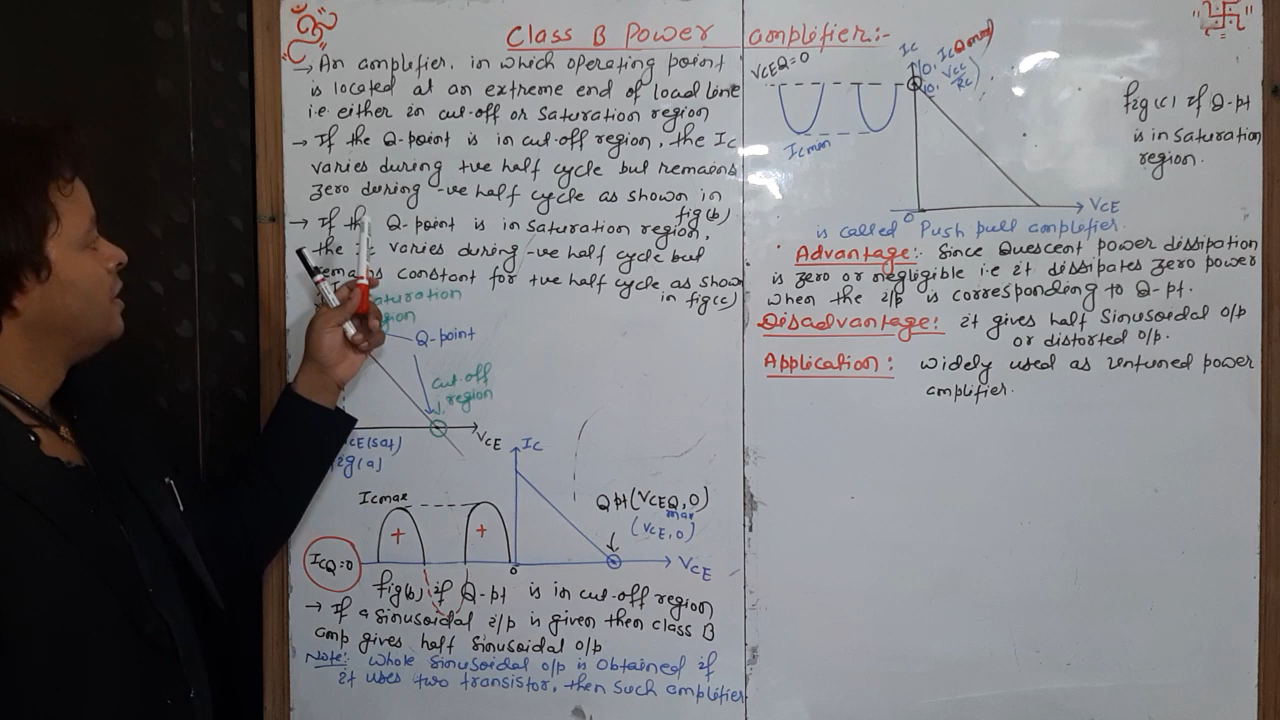 ॐ
Class B Power amplifier:-
→ An amplifier, in which operating point
is located at an extreme end of load line
i.e. either in cut-off or Saturation region
→ If the Q-point is in cut-off region, the Ic
varies during +ve half cycle but remains
zero during -ve half cycle as shown in
fig(b)
→ If the Q-point is in Saturation region,
the varies during -ve half cycle but
constant for +ve half cycle as show
in fig(c)
Q-point
cut-off
region
VCE
fig(a)
Ic
Icmax
+ +
ICQ=0
0
Q pt (VCEQ, 0)
max
(VCE, 0)
VCE
fig(b) if Q-pt is in cut-off region
→ If a sinusoidal i/p is given then class B
amp gives half sinusoidal o/p
Note:- Whole sinusoidal o/p is Obtained if
it uses two transistor, then such amplifier
VCEQ=0
Icmin
Ic
VCE
0
fig(c) if Q-pt
is in saturation
region.
is called Push pull amplifier.
Advantage:- Since Quescent power dissipation
is zero or negligible i.e it dissipates zero power
when the i/p is corresponding to Q-pt.
Disadvantage: it gives half Sinusoidal o/p
or distorted o/p.
Application: widely used as untuned power
amplifier.